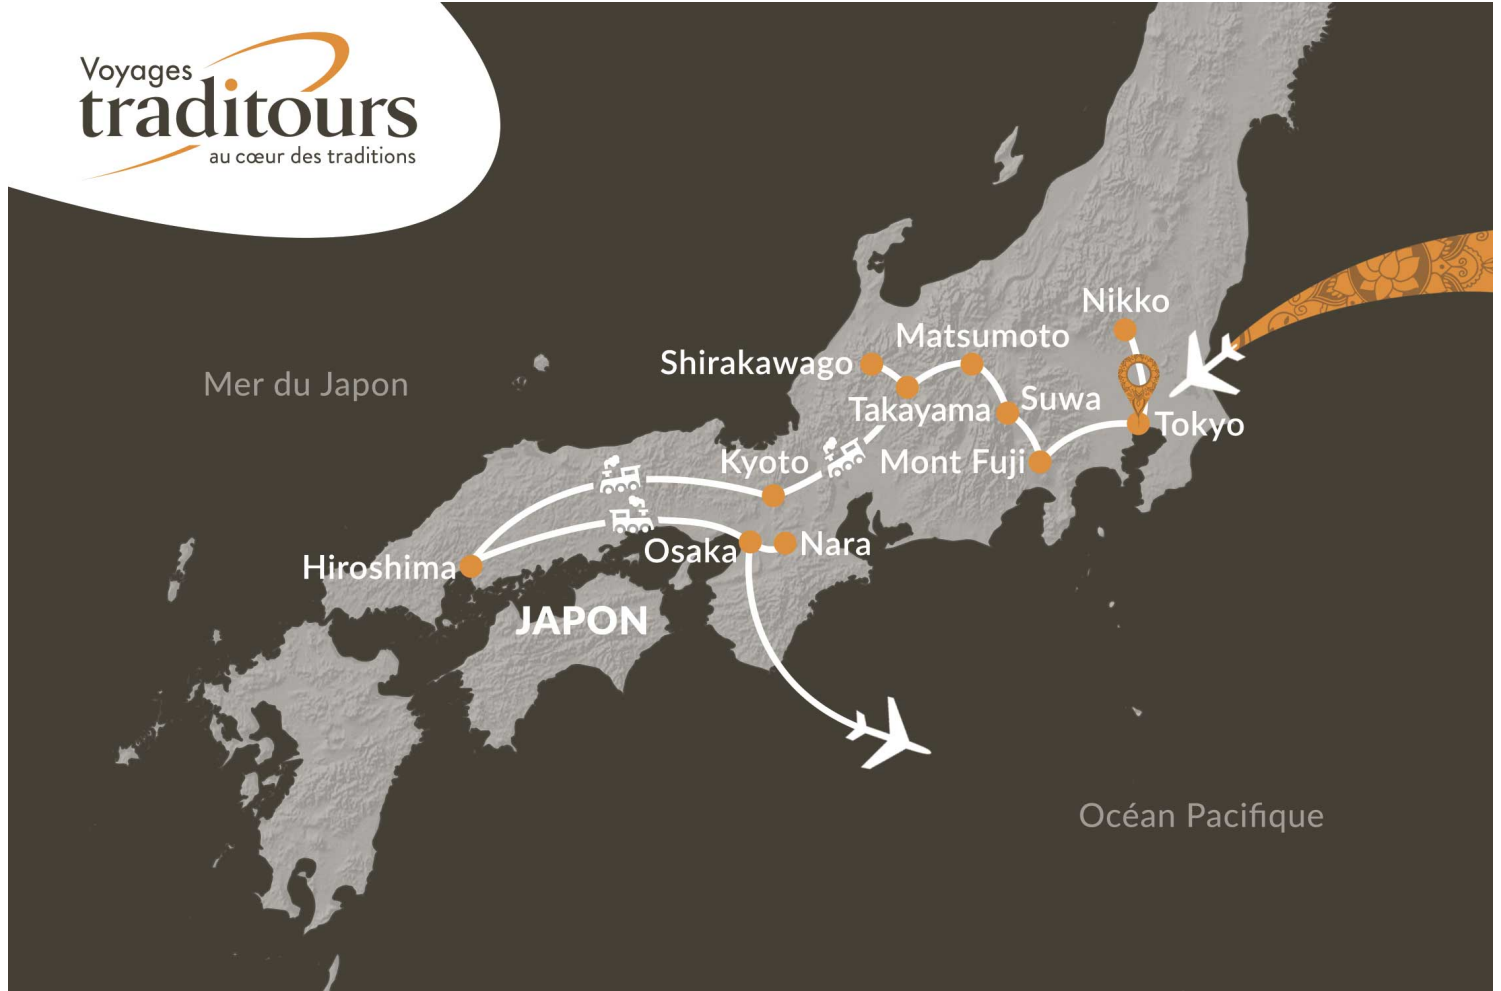 Voyages
traditours
au cœur des traditions
Nikko
Matsumoto
Shirakawago
Mer du Japon
Takayama
Suwa
Tokyo
Kyoto
Mont Fuji
Osaka
Nara
Hiroshima
JAPON
Océan Pacifique